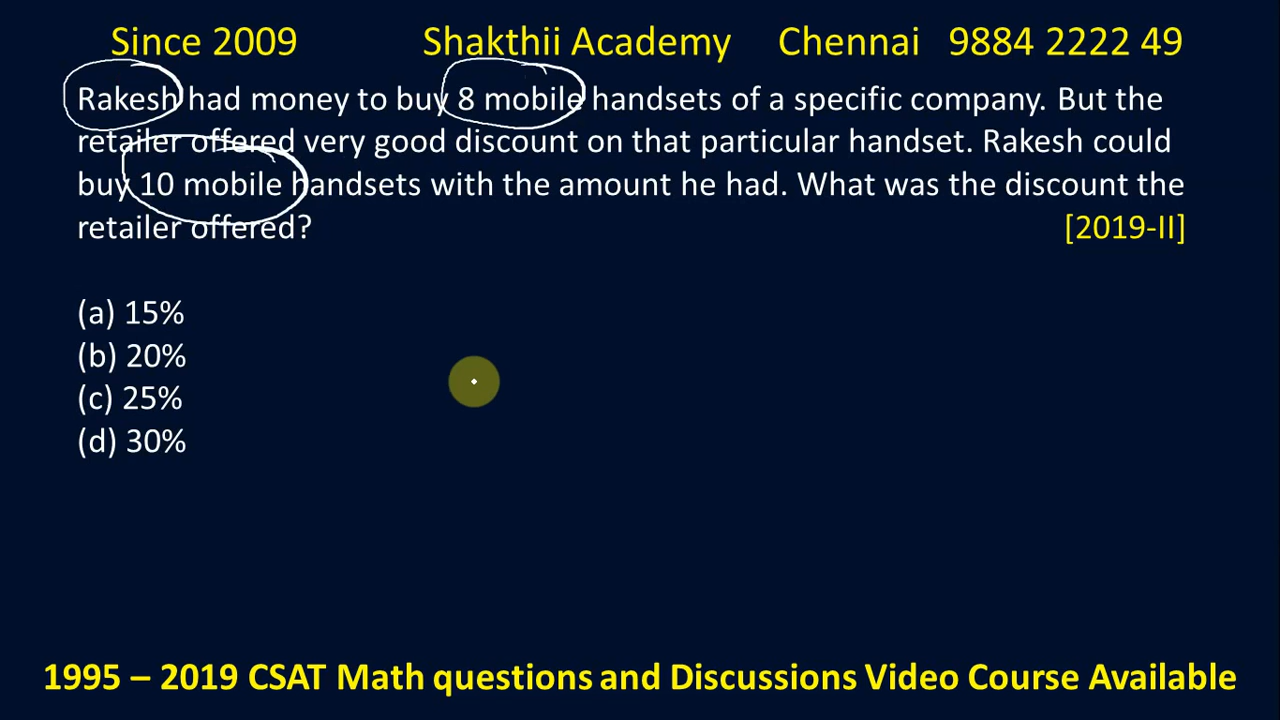 Since 2009 Shakthii Academy Chennai 9884 2222 49
Rakesh had money to buy 8 mobile handsets of a specific company. But the
retailer offered very good discount on that particular handset. Rakesh could
buy 10 mobile handsets with the amount he had. What was the discount the
retailer offered? [2019-II]
(a) 15%
(b) 20%
(c) 25%
(d) 30%
1995 – 2019 CSAT Math questions and Discussions Video Course Available